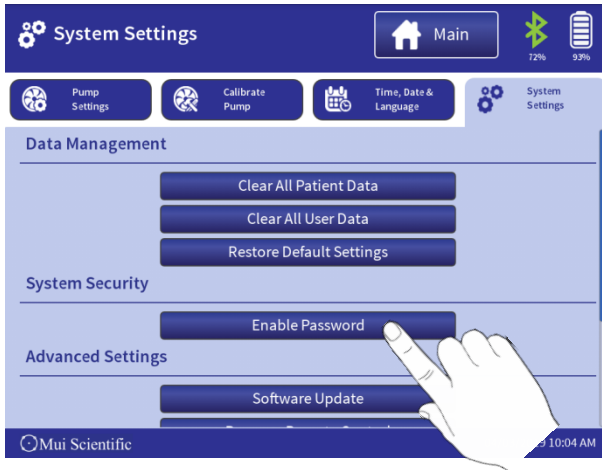 System Settings
Main
72%
93%
Pump
Settings
Calibrate
Pump
Time, Date &
Language
System
Settings
Data Management
Clear All Patient Data
Clear All User Data
Restore Default Settings
System Security
Enable Password
Advanced Settings
Software Update
Mui Scientific
10:04 AM